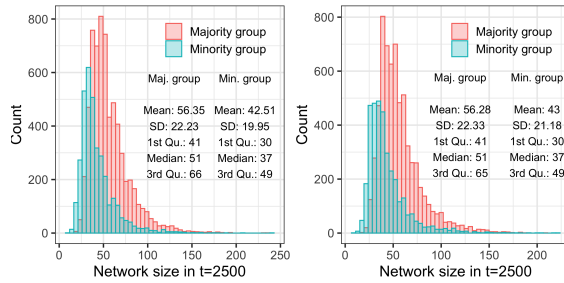 800
600
400
200
0
Count
Majority group
Minority group
Maj. group Min. group
Mean: 56.35 Mean: 42.51
SD: 22.23 SD: 19.95
1st Qu.: 41 1st Qu.: 30
Median: 51 Median: 37
3rd Qu.: 66 3rd Qu.: 49
0 50 100 150 200 250
Network size in t=2500
800
600
400
200
0
Count
Majority group
Minority group
Maj. group Min. group
Mean: 56.28 Mean: 43
SD: 22.33 SD: 21.18
1st Qu.: 41 1st Qu.: 30
Median: 51 Median: 37
3rd Qu.: 65 3rd Qu.: 49
0 50 100 150 200
Network size in t=2500